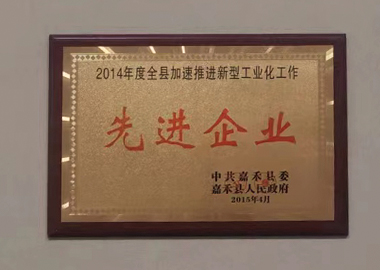 2014年度全县加速推进新型工业化工作
先进企业
中共嘉禾县委
嘉禾县人民政府
2015年4月